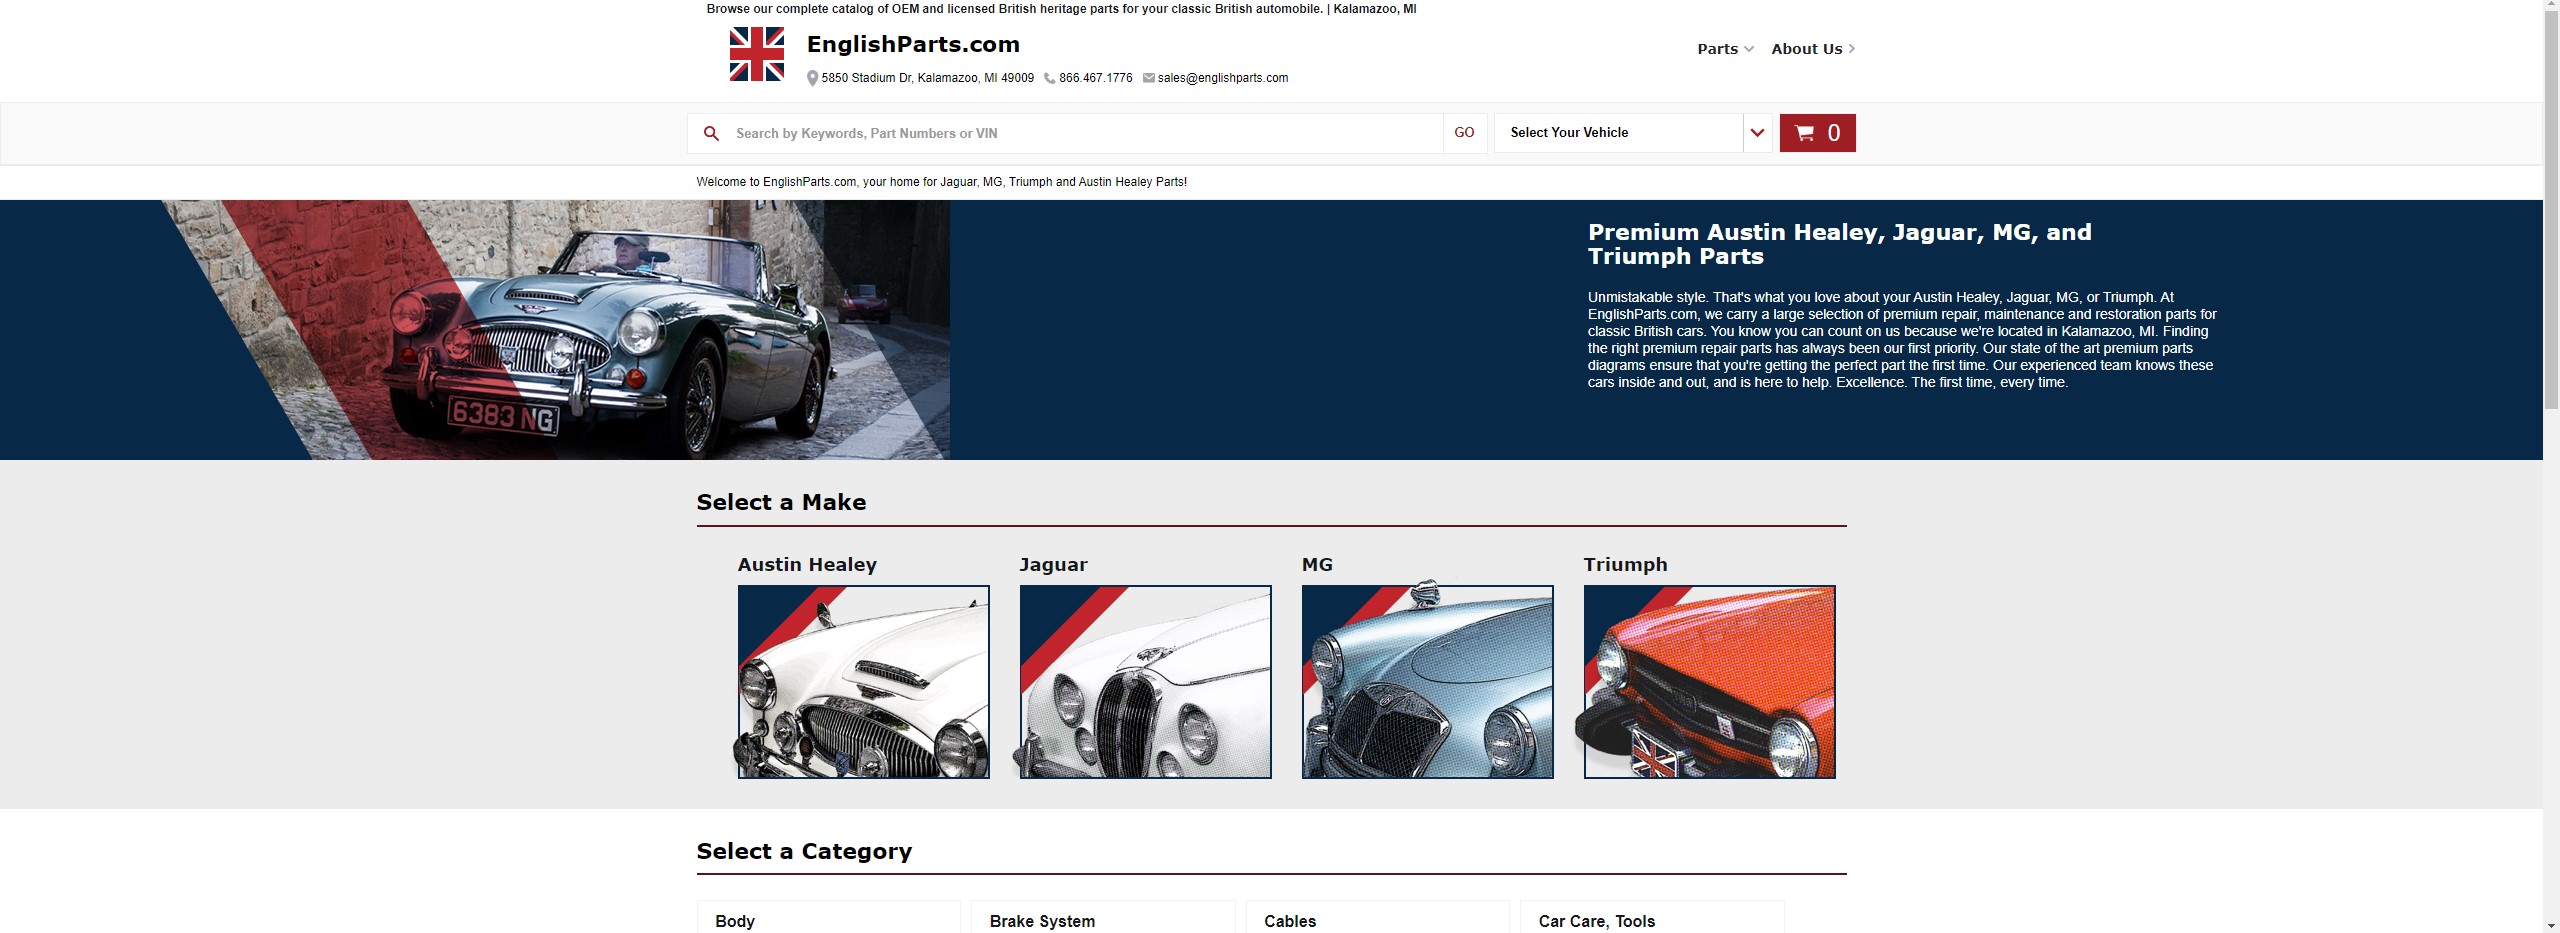 Browse our complete catalog of OEM and licensed British heritage parts for your classic British automobile. | Kalamazoo, MI
EnglishParts.com
Parts
About Us
5850 Stadium Dr, Kalamazoo, MI 49009
866.467.1776
sales@englishparts.com
Search by Keywords, Part Numbers or VIN
GO
Select Your Vehicle
0
Welcome to EnglishParts.com, your home for Jaguar, MG, Triumph and Austin Healey Parts!
6383 NG
Premium Austin Healey, Jaguar, MG, and
Triumph Parts
Unmistakable style. That's what you love about your Austin Healey, Jaguar, MG, or Triumph. At
EnglishParts.com, we carry a large selection of premium repair, maintenance and restoration parts for
classic British cars. You know you can count on us because we're located in Kalamazoo, MI. Finding
the right premium repair parts has always been our first priority. Our state of the art premium parts
diagrams ensure that you're getting the perfect part the first time. Our experienced team knows these
cars inside and out, and is here to help. Excellence. The first time, every time.
Select a Make
Austin Healey
Jaguar
MG
Triumph
Select a Category
Body
Brake System
Cables
Car Care, Tools